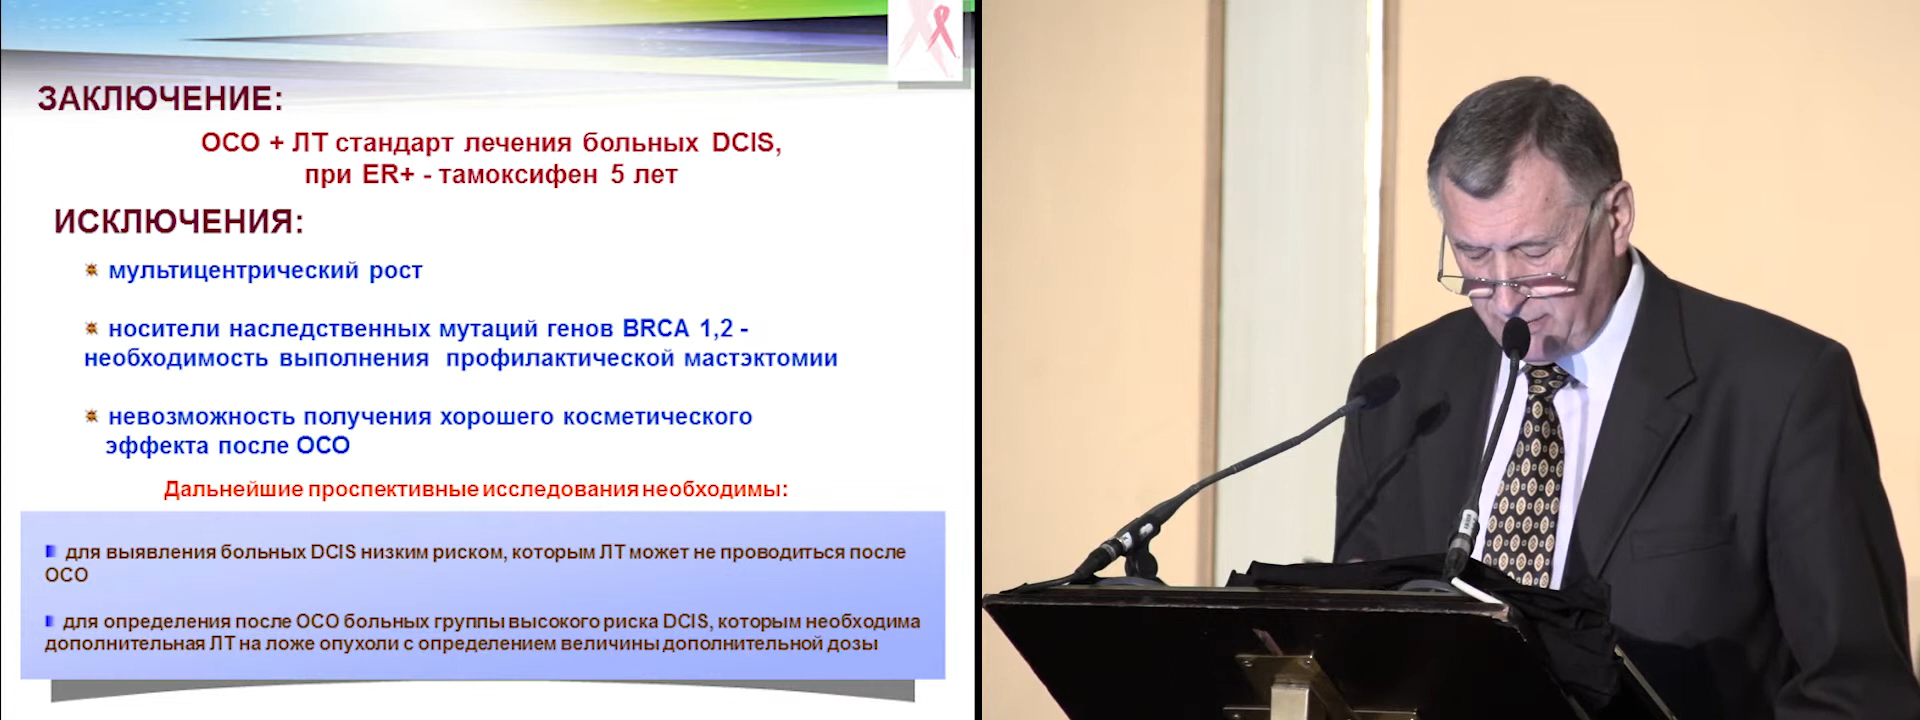 ЗАКЛЮЧЕНИЕ:
ОСО + ЛТ стандарт лечения больных DCIS,
при ER+ - тамоксифен 5 лет
ИСКЛЮЧЕНИЯ:
мультицентрический рост
носители наследственных мутаций генов BRCA 1,2 -
необходимость выполнения профилактической мастэктомии
невозможность получения хорошего косметического
эффекта после ОСО
Дальнейшие проспективные исследования необходимы:
для выявления больных DCIS низким риском, которым ЛТ может не проводиться после
ОСО
для определения после ОСО больных группы высокого риска DCIS, которым необходима
дополнительная ЛТ на ложе опухоли с определением величины дополнительной дозы